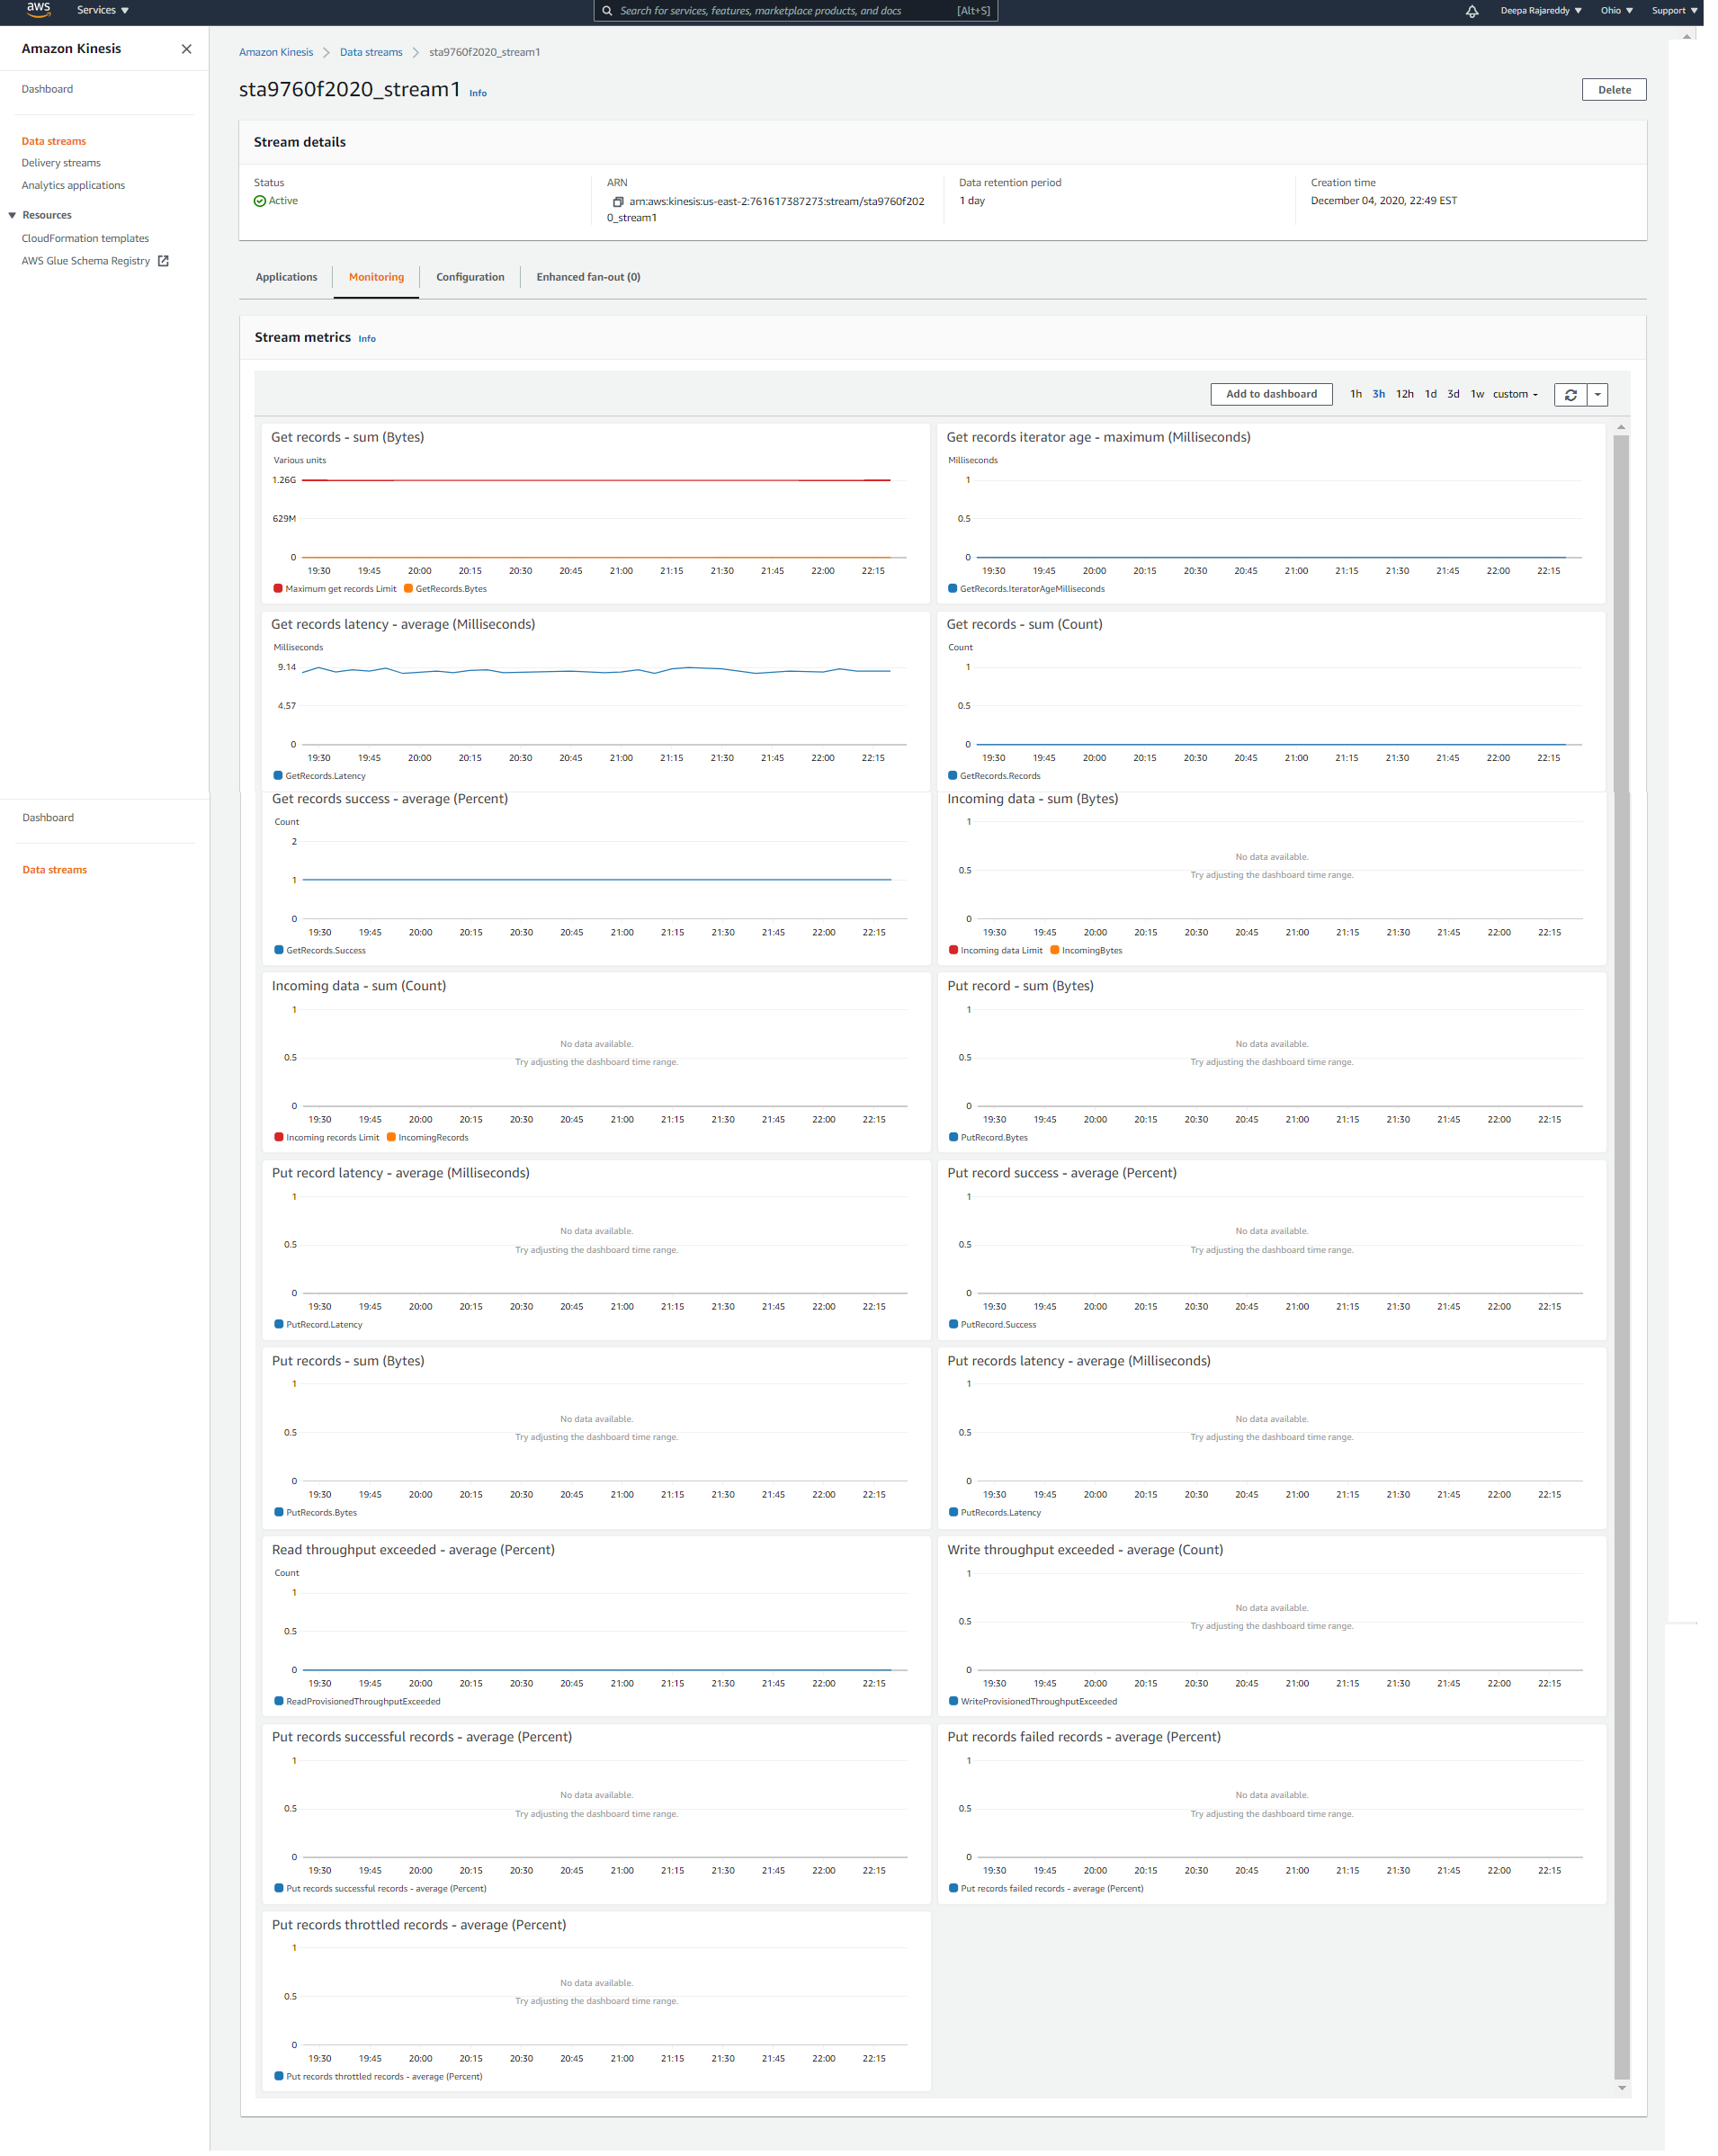 aws Services Search for services, features, marketplace products, and docs [Alt+S] Deepa Rajareddy Ohio Support
Amazon Kinesis
Dashboard
Data streams
Delivery streams
Analytics applications
Resources
CloudFormation templates
AWS Glue Schema Registry
Dashboard
Data streams
Amazon Kinesis Data streams sta9760f2020_stream1
sta9760f2020_stream1 Info Delete
Stream details
Status
Active
ARN
arn:aws:kinesis:us-east-2:761617387273:stream/sta9760f202
0_stream1
Data retention period
1 day
Creation time
December 04, 2020, 22:49 EST
Applications Monitoring Configuration Enhanced fan-out (0)
Stream metrics Info
Add to dashboard 1h 3h 12h 1d 3d 1w custom
Get records - sum (Bytes)
Various units
1.26G
629M
0
19:30 19:45 20:00 20:15 20:30 20:45 21:00 21:15 21:30 21:45 22:00 22:15
Maximum get records Limit GetRecords.Bytes
Get records iterator age - maximum (Milliseconds)
Milliseconds
1
0.5
0
19:30 19:45 20:00 20:15 20:30 20:45 21:00 21:15 21:30 21:45 22:00 22:15
GetRecords.IteratorAgeMilliseconds
Get records latency - average (Milliseconds)
Milliseconds
9.14
4.57
0
19:30 19:45 20:00 20:15 20:30 20:45 21:00 21:15 21:30 21:45 22:00 22:15
GetRecords.Latency
Get records - sum (Count)
Count
1
0.5
0
19:30 19:45 20:00 20:15 20:30 20:45 21:00 21:15 21:30 21:45 22:00 22:15
GetRecords.Records
Get records success - average (Percent)
Count
2
1
0
19:30 19:45 20:00 20:15 20:30 20:45 21:00 21:15 21:30 21:45 22:00 22:15
GetRecords.Success
Incoming data - sum (Bytes)
1
No data available.
0.5
Try adjusting the dashboard time range.
0
19:30 19:45 20:00 20:15 20:30 20:45 21:00 21:15 21:30 21:45 22:00 22:15
Incoming data Limit IncomingBytes
Incoming data - sum (Count)
1
No data available.
0.5
Try adjusting the dashboard time range.
0
19:30 19:45 20:00 20:15 20:30 20:45 21:00 21:15 21:30 21:45 22:00 22:15
Incoming records Limit IncomingRecords
Put record - sum (Bytes)
1
No data available.
0.5
Try adjusting the dashboard time range.
0
19:30 19:45 20:00 20:15 20:30 20:45 21:00 21:15 21:30 21:45 22:00 22:15
PutRecord.Bytes
Put record latency - average (Milliseconds)
1
No data available.
0.5
Try adjusting the dashboard time range.
0
19:30 19:45 20:00 20:15 20:30 20:45 21:00 21:15 21:30 21:45 22:00 22:15
PutRecord.Latency
Put record success - average (Percent)
1
No data available.
0.5
Try adjusting the dashboard time range.
0
19:30 19:45 20:00 20:15 20:30 20:45 21:00 21:15 21:30 21:45 22:00 22:15
PutRecord.Success
Put records - sum (Bytes)
1
No data available.
0.5
Try adjusting the dashboard time range.
0
19:30 19:45 20:00 20:15 20:30 20:45 21:00 21:15 21:30 21:45 22:00 22:15
PutRecords.Bytes
Put records latency - average (Milliseconds)
1
No data available.
0.5
Try adjusting the dashboard time range.
0
19:30 19:45 20:00 20:15 20:30 20:45 21:00 21:15 21:30 21:45 22:00 22:15
PutRecords.Latency
Read throughput exceeded - average (Percent)
Count
1
0.5
0
19:30 19:45 20:00 20:15 20:30 20:45 21:00 21:15 21:30 21:45 22:00 22:15
ReadProvisionedThroughputExceeded
Write throughput exceeded - average (Count)
1
No data available.
0.5
Try adjusting the dashboard time range.
0
19:30 19:45 20:00 20:15 20:30 20:45 21:00 21:15 21:30 21:45 22:00 22:15
WriteProvisionedThroughputExceeded
Put records successful records - average (Percent)
1
No data available.
0.5
Try adjusting the dashboard time range.
0
19:30 19:45 20:00 20:15 20:30 20:45 21:00 21:15 21:30 21:45 22:00 22:15
Put records successful records - average (Percent)
Put records failed records - average (Percent)
1
No data available.
0.5
Try adjusting the dashboard time range.
0
19:30 19:45 20:00 20:15 20:30 20:45 21:00 21:15 21:30 21:45 22:00 22:15
Put records failed records - average (Percent)
Put records throttled records - average (Percent)
1
No data available.
0.5
Try adjusting the dashboard time range.
0
19:30 19:45 20:00 20:15 20:30 20:45 21:00 21:15 21:30 21:45 22:00 22:15
Put records throttled records - average (Percent)